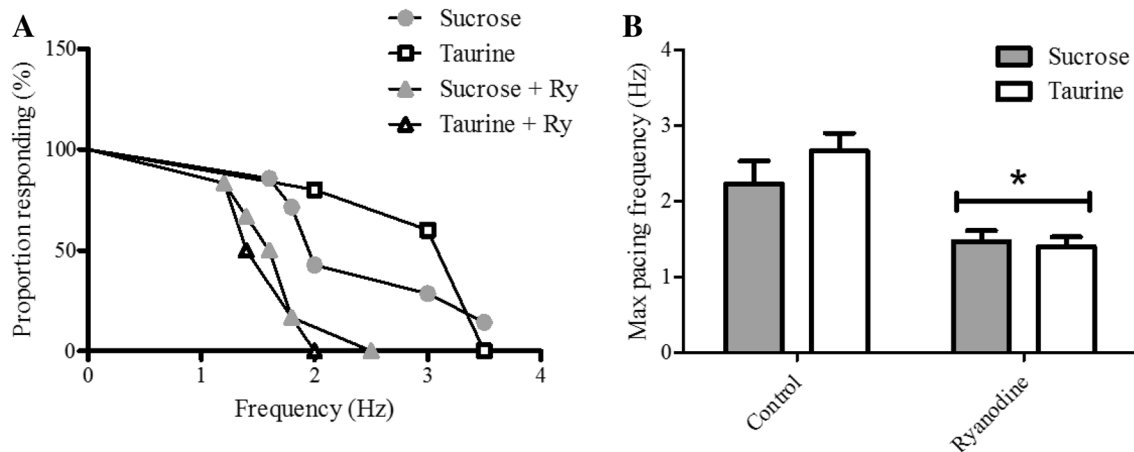 A
Sucrose
Taurine
Sucrose + Ry
Taurine + Ry
Proportion responding (%)
150
100
50
0
0 1 2 3 4
Frequency (Hz)
B
Sucrose
Taurine
Max pacing frequency (Hz)
4
3
2
1
0
*
Control
Ryanodine